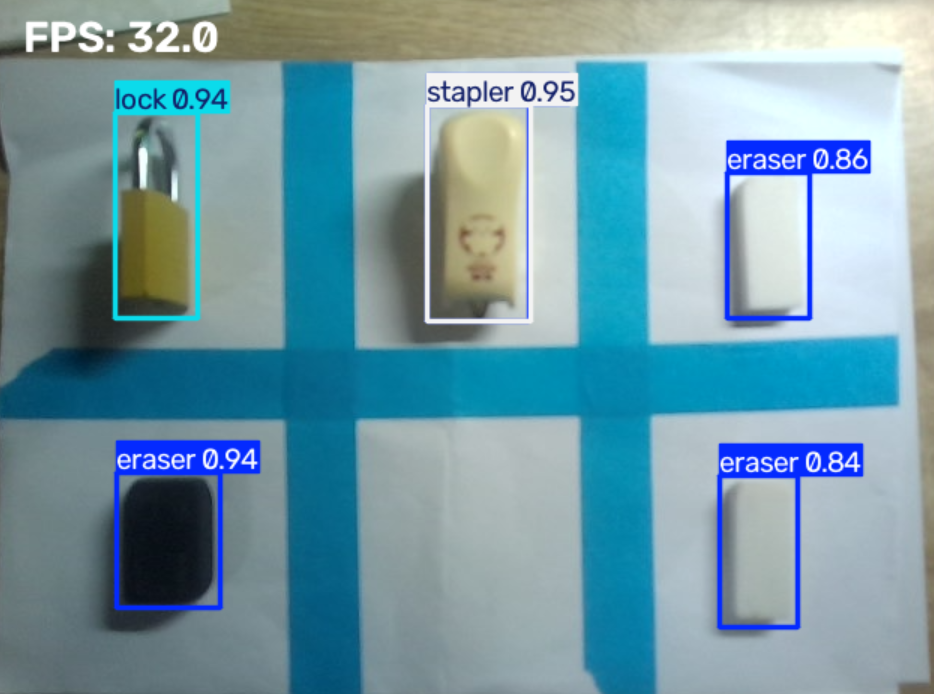 FPS: 32.0
lock 0.94
stapler 0.95
eraser 0.86
eraser 0.94
eraser 0.84